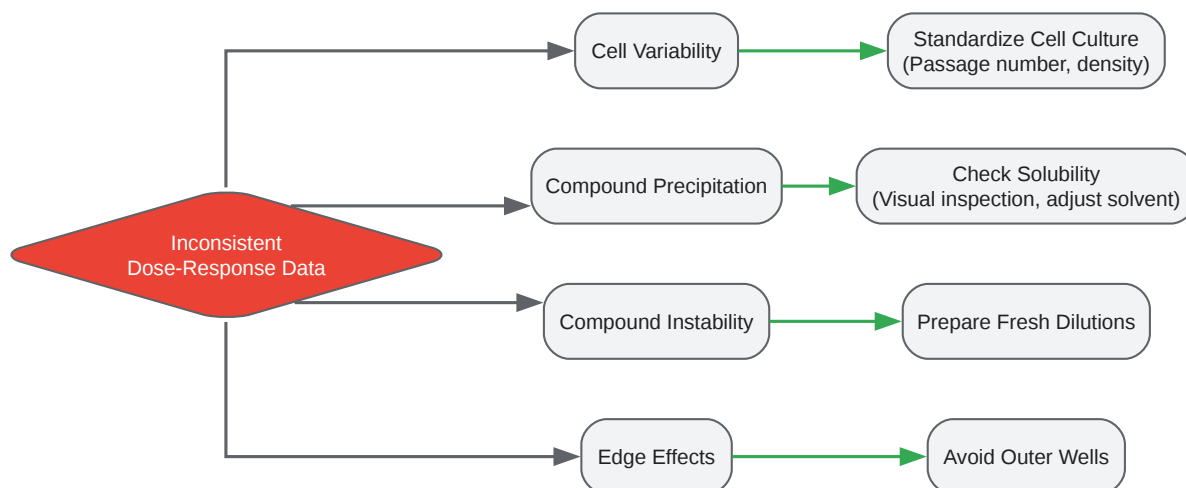 Cell Variability
Standardize Cell Culture
(Passage number, density)
Compound Precipitation
Check Solubility
(Visual inspection, adjust solvent)
Inconsistent
Dose-Response Data
Compound Instability
Prepare Fresh Dilutions
Edge Effects
Avoid Outer Wells